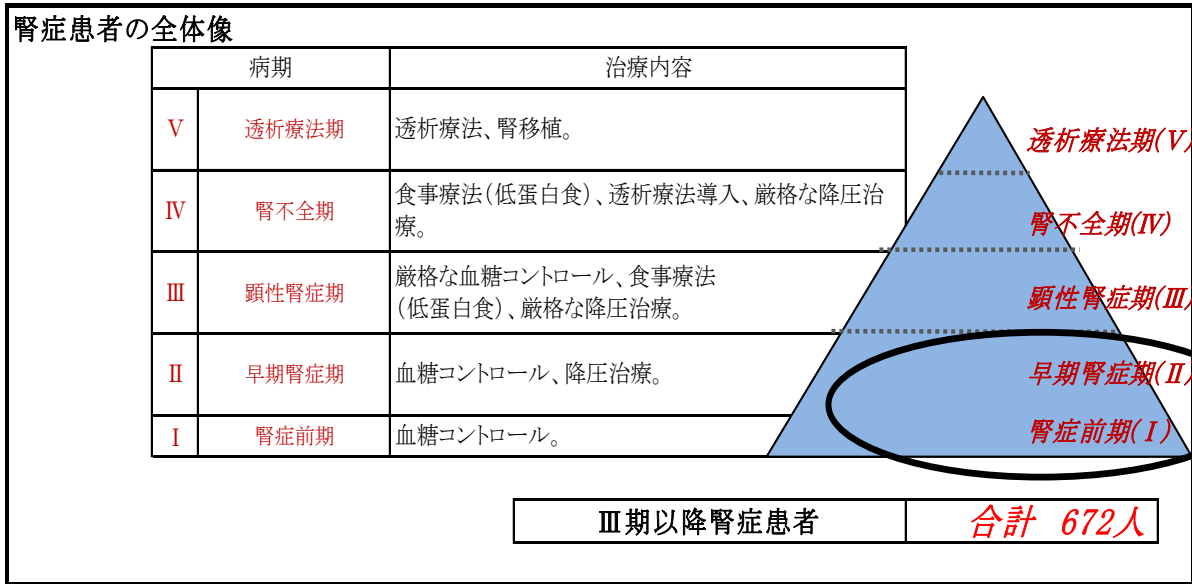 腎症患者の全体像
病期 治療内容
Ⅴ 透析療法期 透析療法、腎移植。
Ⅳ 腎不全期 食事療法(低蛋白食)、透析療法導入、厳格な降圧治
療。
Ⅲ 顕性腎症期 厳格な血糖コントロール、食事療法
(低蛋白食)、厳格な降圧治療。
Ⅱ 早期腎症期 血糖コントロール、降圧治療。
Ⅰ 腎症前期 血糖コントロール。
透析療法期(Ⅴ)
腎不全期(Ⅳ)
顕性腎症期(Ⅲ)
早期腎症期(Ⅱ)
腎症前期(Ⅰ)
Ⅲ期以降腎症患者 合計 672人